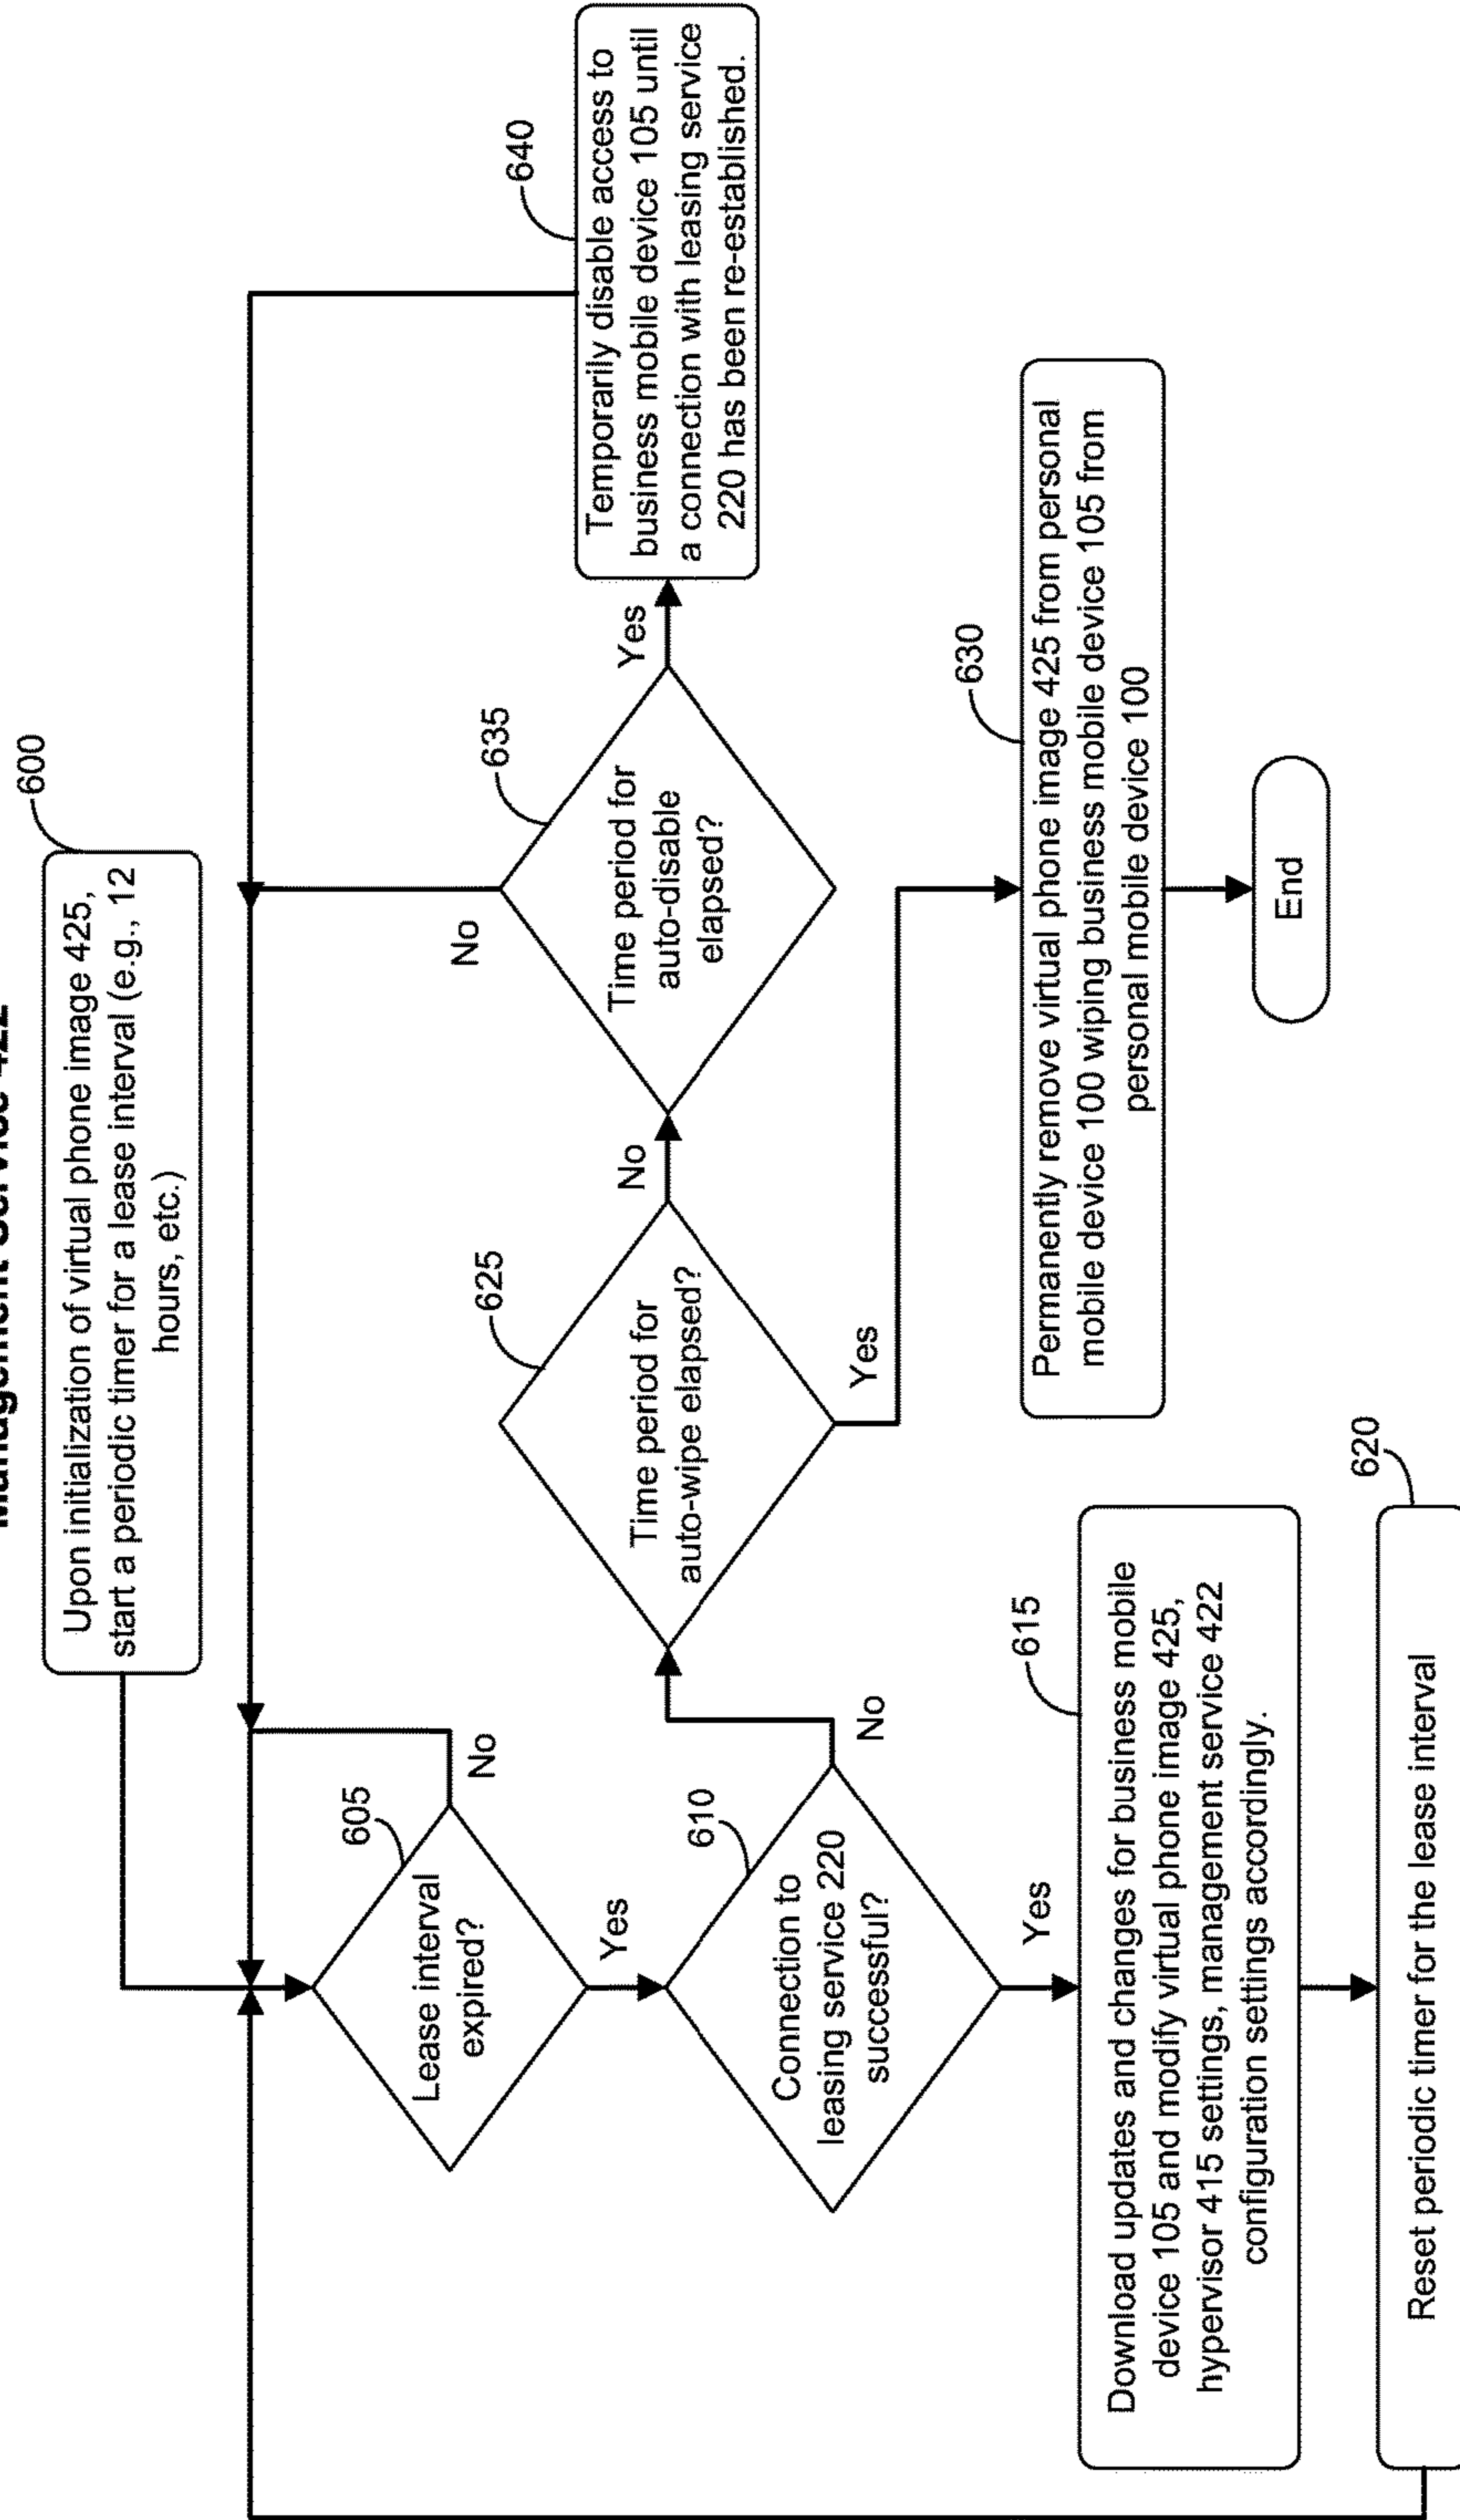 Management Service 422
600
Upon initialization of virtual phone image 425,
start a periodic timer for a lease interval (e.g., 12
hours, etc.)
605
Lease interval
expired?
No
Yes
610
Connection to
leasing service 220
successful?
No
Yes
615
Download updates and changes for business mobile
device 105 and modify virtual phone image 425,
hypervisor 415 settings, management service 422
configuration settings accordingly.
620
Reset periodic timer for the lease interval
625
Time period for
auto-wipe elapsed?
No
Yes
630
Permanently remove virtual phone image 425 from personal
mobile device 100 wiping business mobile device 105 from
personal mobile device 100
End
635
Time period for
auto-disable
elapsed?
No
Yes
640
Temporarily disable access to
business mobile device 105 until
a connection with leasing service
220 has been re-established.